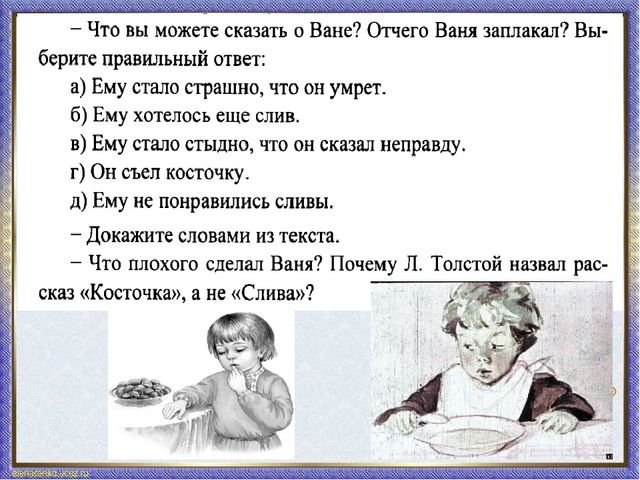 – Что вы можете сказать о Ване? Отчего Ваня заплакал? Вы-
берите правильный ответ:
а) Ему стало страшно, что он умрет.
б) Ему хотелось еще слив.
в) Ему стало стыдно, что он сказал неправду.
г) Он съел косточку.
д) Ему не понравились сливы.
– Докажите словами из текста.
– Что плохого сделал Ваня? Почему Л. Толстой назвал рас-
сказ «Косточка», а не «Слива»?